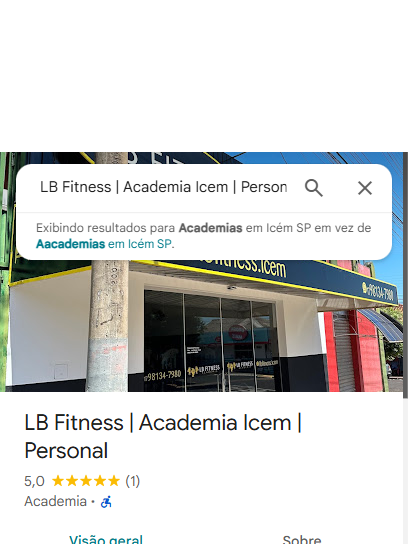 LB Fitness | Academia Icem | Person
Exibindo resultados para Academias em Icém SP em vez de
Aacademias em Icém SP.
fitness.icem
98134-7980
98134-7980
LB FITNESS
LB Fitness | Academia Icem |
Personal
5,0 (1)
Academia ·
Visão geral
Sobre